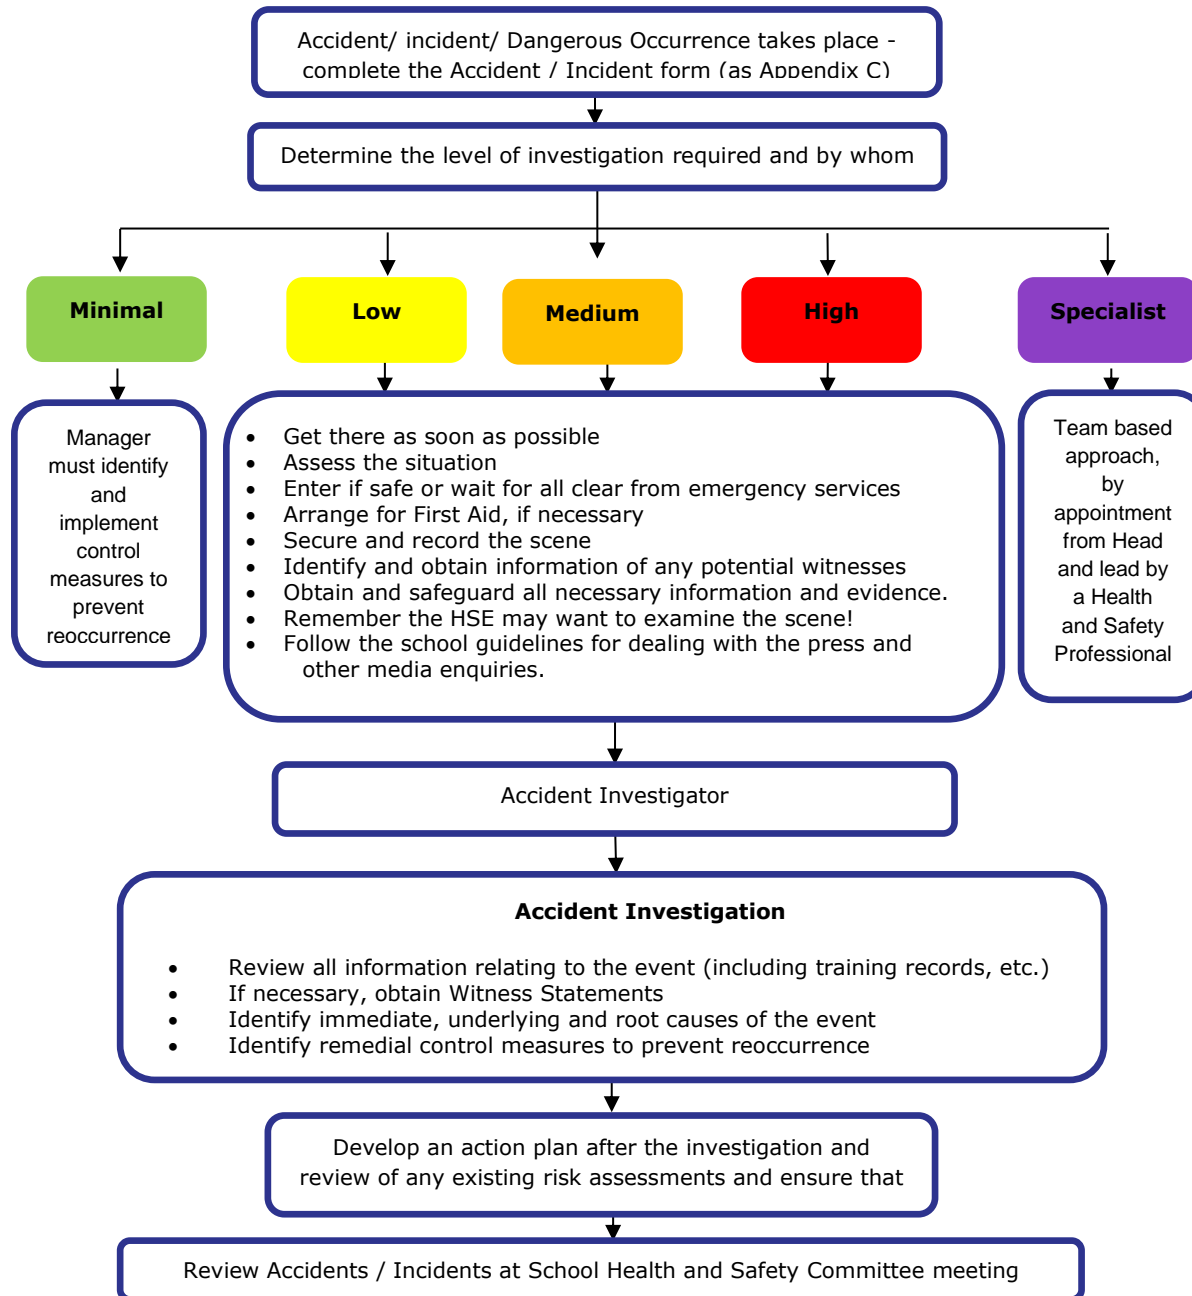 Accident/ incident/ Dangerous Occurrence takes place -
complete the Accident / Incident form (as Appendix C)
Determine the level of investigation required and by whom
Minimal
Low
Medium
High
Specialist
Manager
must identify
and
implement
control
measures to
prevent
reoccurrence
• Get there as soon as possible
• Assess the situation
• Enter if safe or wait for all clear from emergency services
• Arrange for First Aid, if necessary
• Secure and record the scene
• Identify and obtain information of any potential witnesses
• Obtain and safeguard all necessary information and evidence.
• Remember the HSE may want to examine the scene!
• Follow the school guidelines for dealing with the press and
other media enquiries.
Team based
approach,
by
appointment
from Head
and lead by
a Health
and Safety
Professional
Accident Investigator
Accident Investigation
• Review all information relating to the event (including training records, etc.)
• If necessary, obtain Witness Statements
• Identify immediate, underlying and root causes of the event
• Identify remedial control measures to prevent reoccurrence
Develop an action plan after the investigation and
review of any existing risk assessments and ensure that
Review Accidents / Incidents at School Health and Safety Committee meeting